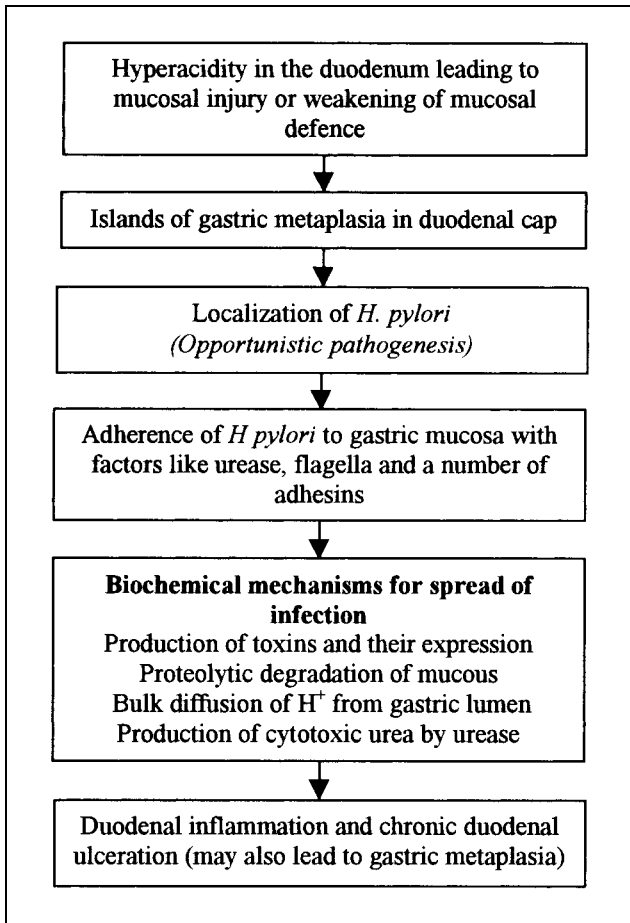 Hyperacidity in the duodenum leading to
mucosal injury or weakening of mucosal
defence
Islands of gastric metaplasia in duodenal cap
Localization of H. pylori
(Opportunistic pathogenesis)
Adherence of H pylori to gastric mucosa with
factors like urease, flagella and a number of
adhesins
Biochemical mechanisms for spread of
infection
Production of toxins and their expression
Proteolytic degradation of mucous
Bulk diffusion of H⁺ from gastric lumen
Production of cytotoxic urea by urease
Duodenal inflammation and chronic duodenal
ulceration (may also lead to gastric metaplasia)